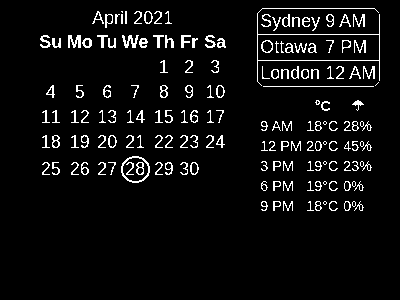 April 2021
Su Mo Tu We Th Fr Sa
1 2 3
4 5 6 7 8 9 10
11 12 13 14 15 16 17
18 19 20 21 22 23 24
25 26 27 28 29 30
Sydney 9 AM
Ottawa 7 PM
London 12 AM
°C
9 AM 18°C 28%
12 PM 20°C 45%
3 PM 19°C 23%
6 PM 19°C 0%
9 PM 18°C 0%